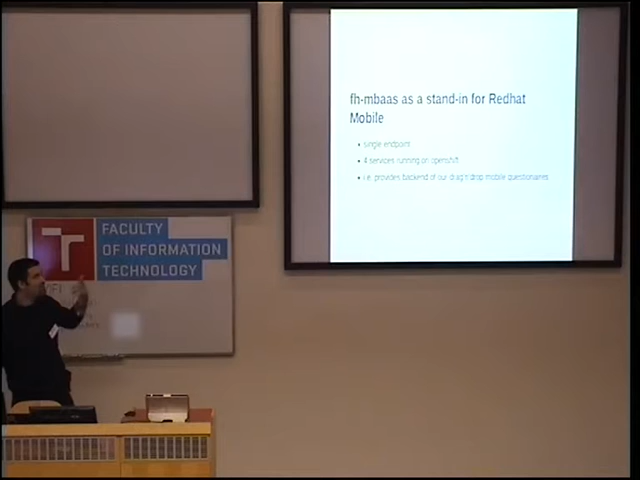 fh-mbaas as a stand-in for Redhat
Mobile
• single endpoint
• 4 services running on openshift
• i.e. provides backend of our drag'n'drop mobile questionaires
FACULTY
OF INFORMATION
TECHNOLOGY